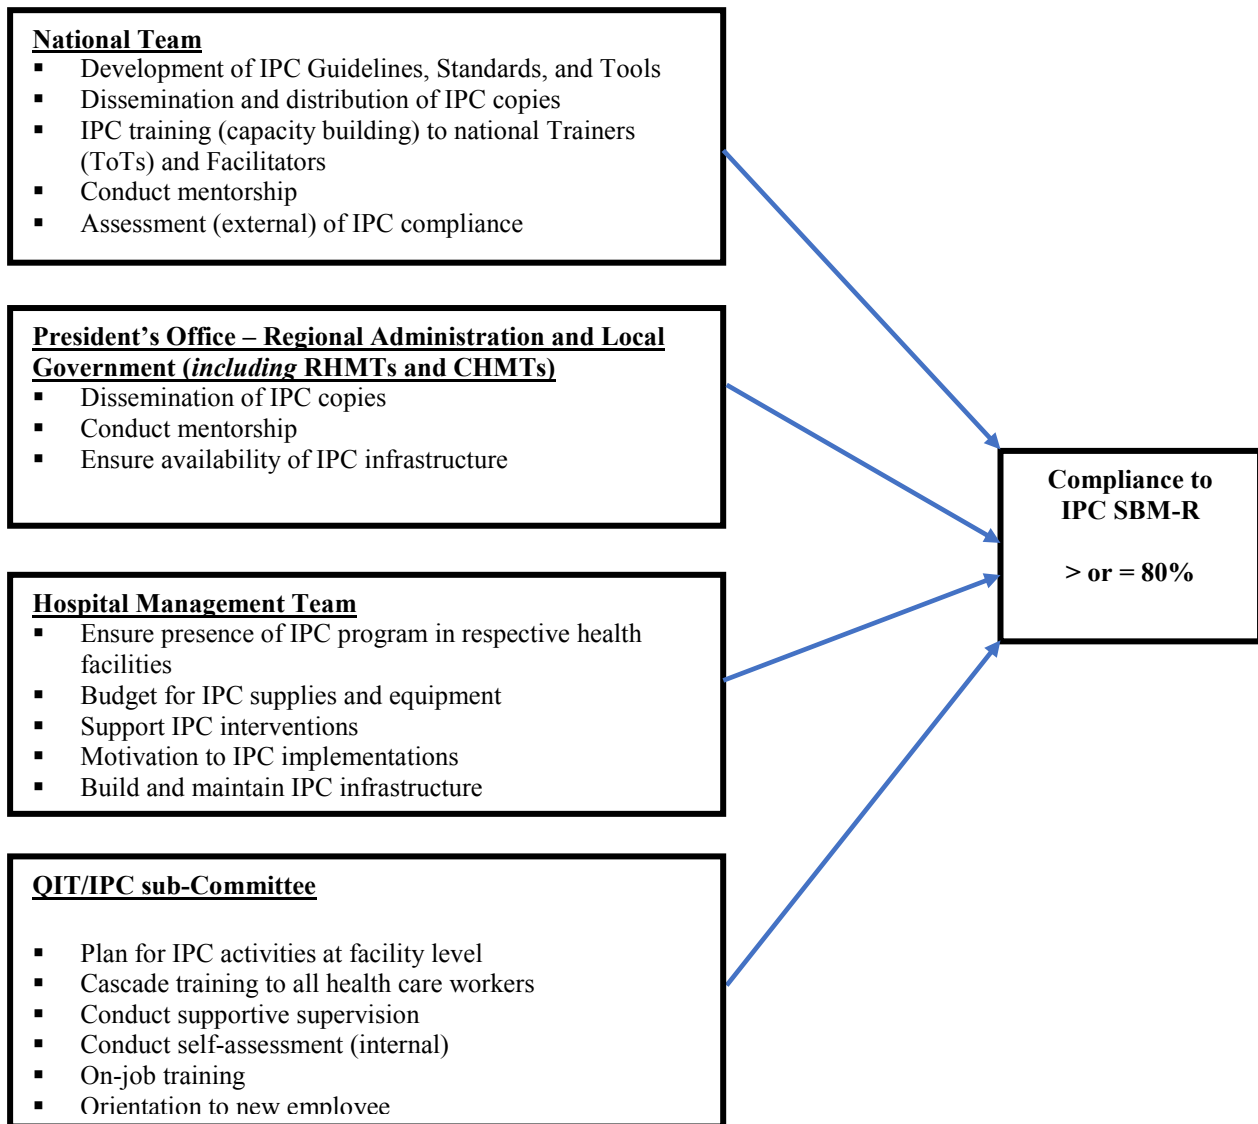 National Team
▪ Development of IPC Guidelines, Standards, and Tools
▪ Dissemination and distribution of IPC copies
▪ IPC training (capacity building) to national Trainers
(ToTs) and Facilitators
▪ Conduct mentorship
▪ Assessment (external) of IPC compliance
President’s Office – Regional Administration and Local
Government (including RHMTs and CHMTs)
▪ Dissemination of IPC copies
▪ Conduct mentorship
▪ Ensure availability of IPC infrastructure
Hospital Management Team
▪ Ensure presence of IPC program in respective health
facilities
▪ Budget for IPC supplies and equipment
▪ Support IPC interventions
▪ Motivation to IPC implementations
▪ Build and maintain IPC infrastructure
QIT/IPC sub-Committee
▪ Plan for IPC activities at facility level
▪ Cascade training to all health care workers
▪ Conduct supportive supervision
▪ Conduct self-assessment (internal)
▪ On-job training
▪ Orientation to new employee
Compliance to
IPC SBM-R
> or = 80%